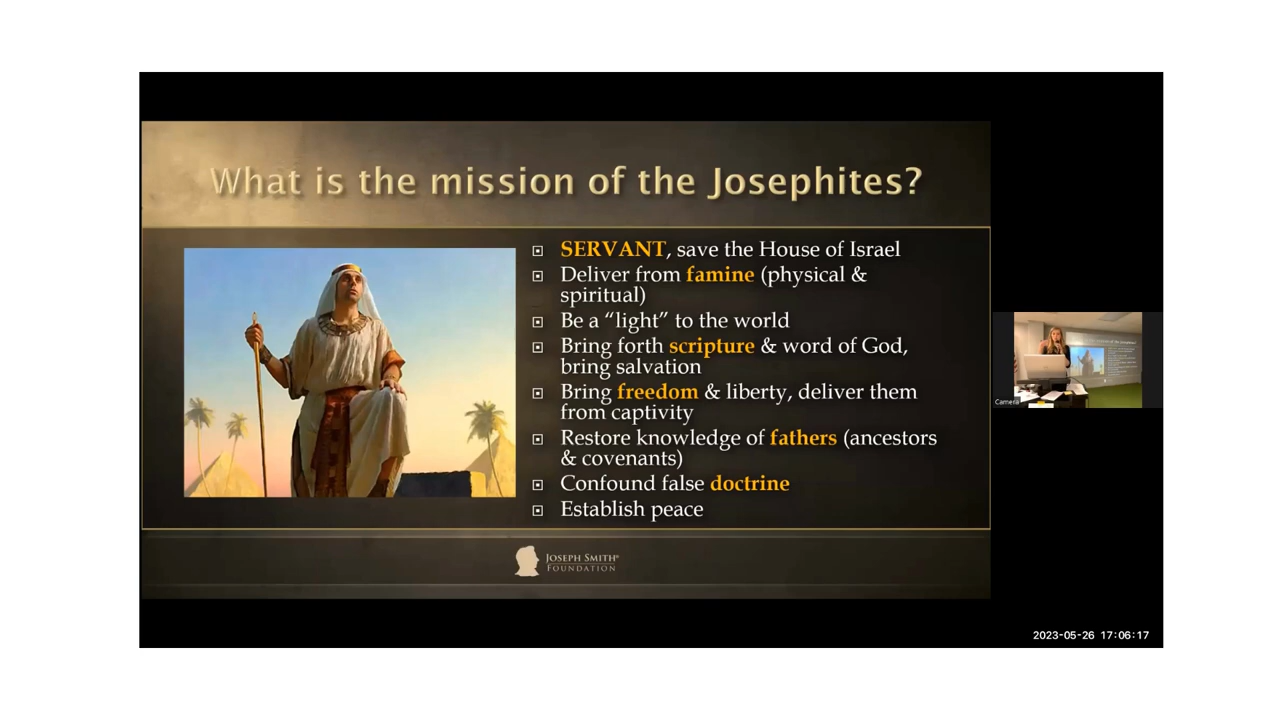 What is the mission of the Josephites?
SERVANT, save the House of Israel
Deliver from famine (physical &
spiritual)
Be a “light” to the world
Bring forth scripture & word of God,
bring salvation
Bring freedom & liberty, deliver them
from captivity
Restore knowledge of fathers (ancestors
& covenants)
Confound false doctrine
Establish peace
JOSEPH SMITH®
FOUNDATION
Camera
2023-05-26 17:06:17